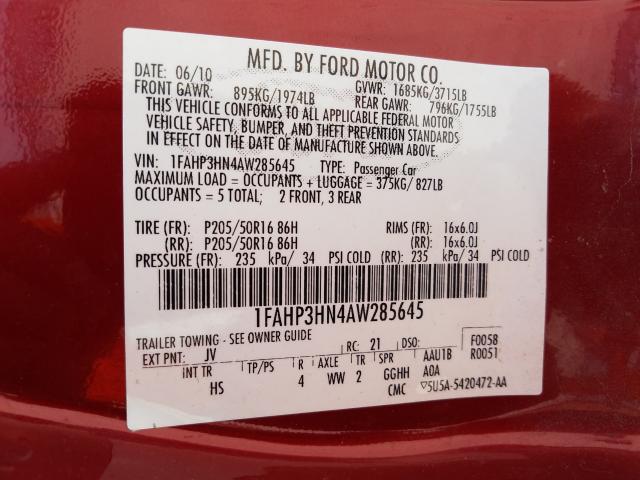 MFD. BY FORD MOTOR CO.
DATE: 06/10 GVWR: 1685KG/3715LB
FRONT GAWR: 895KG/1974LB REAR GAWR: 796KG/1755LB
THIS VEHICLE CONFORMS TO ALL APPLICABLE FEDERAL MOTOR
VEHICLE SAFETY, BUMPER, AND THEFT PREVENTION STANDARDS
IN EFFECT ON THE DATE OF MANUFACTURE SHOWN ABOVE.
VIN: 1FAHP3HN4AW285645 TYPE: Passenger Car
MAXIMUM LOAD = OCCUPANTS + LUGGAGE = 375KG/ 827LB
OCCUPANTS = 5 TOTAL; 2 FRONT, 3 REAR
TIRE (FR): P205/50R16 86H RIMS (FR): 16x6.0J
(RR): P205/50R16 86H (RR): 16x6.0J
PRESSURE (FR): 235 kPa/ 34 PSI COLD (RR): 235 kPa/ 34 PSI COLD
1FAHP3HN4AW285645
TRAILER TOWING - SEE OWNER GUIDE
EXT PNT: JV RC: 21 DSO: F0058
INT TR TP/PS R AXLE TR SPR AAU1B R0051
HS 4 WW 2 GGHH A0A
CMC 5U5A-5420472-AA